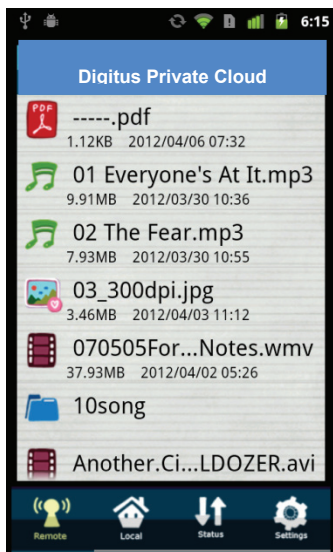 6:15
Digitus Private Cloud
PDF
-----.pdf
1.12KB 2012/04/06 07:32
01 Everyone's At It.mp3
9.91MB 2012/03/30 10:36
02 The Fear.mp3
7.93MB 2012/03/30 10:55
03_300dpi.jpg
3.46MB 2012/04/03 11:12
070505For...Notes.wmv
37.93MB 2012/04/02 05:26
10song
Another.Ci...LDOZER.avi
Remote Local Status Settings